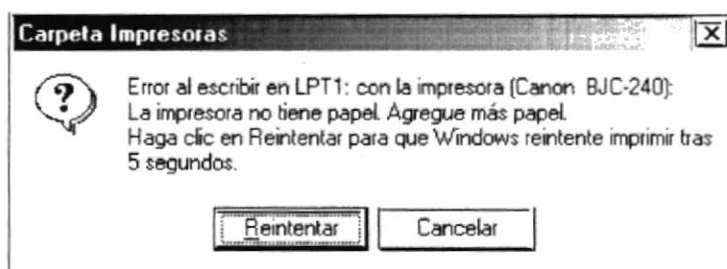 Carpeta Impresoras
Error al escribir en LPT1: con la impresora (Canon BJC-240):
La impresora no tiene papel. Agregue más papel.
Haga clic en Reintentar para que Windows reintente imprimir tras
5 segundos.
Reintentar Cancelar